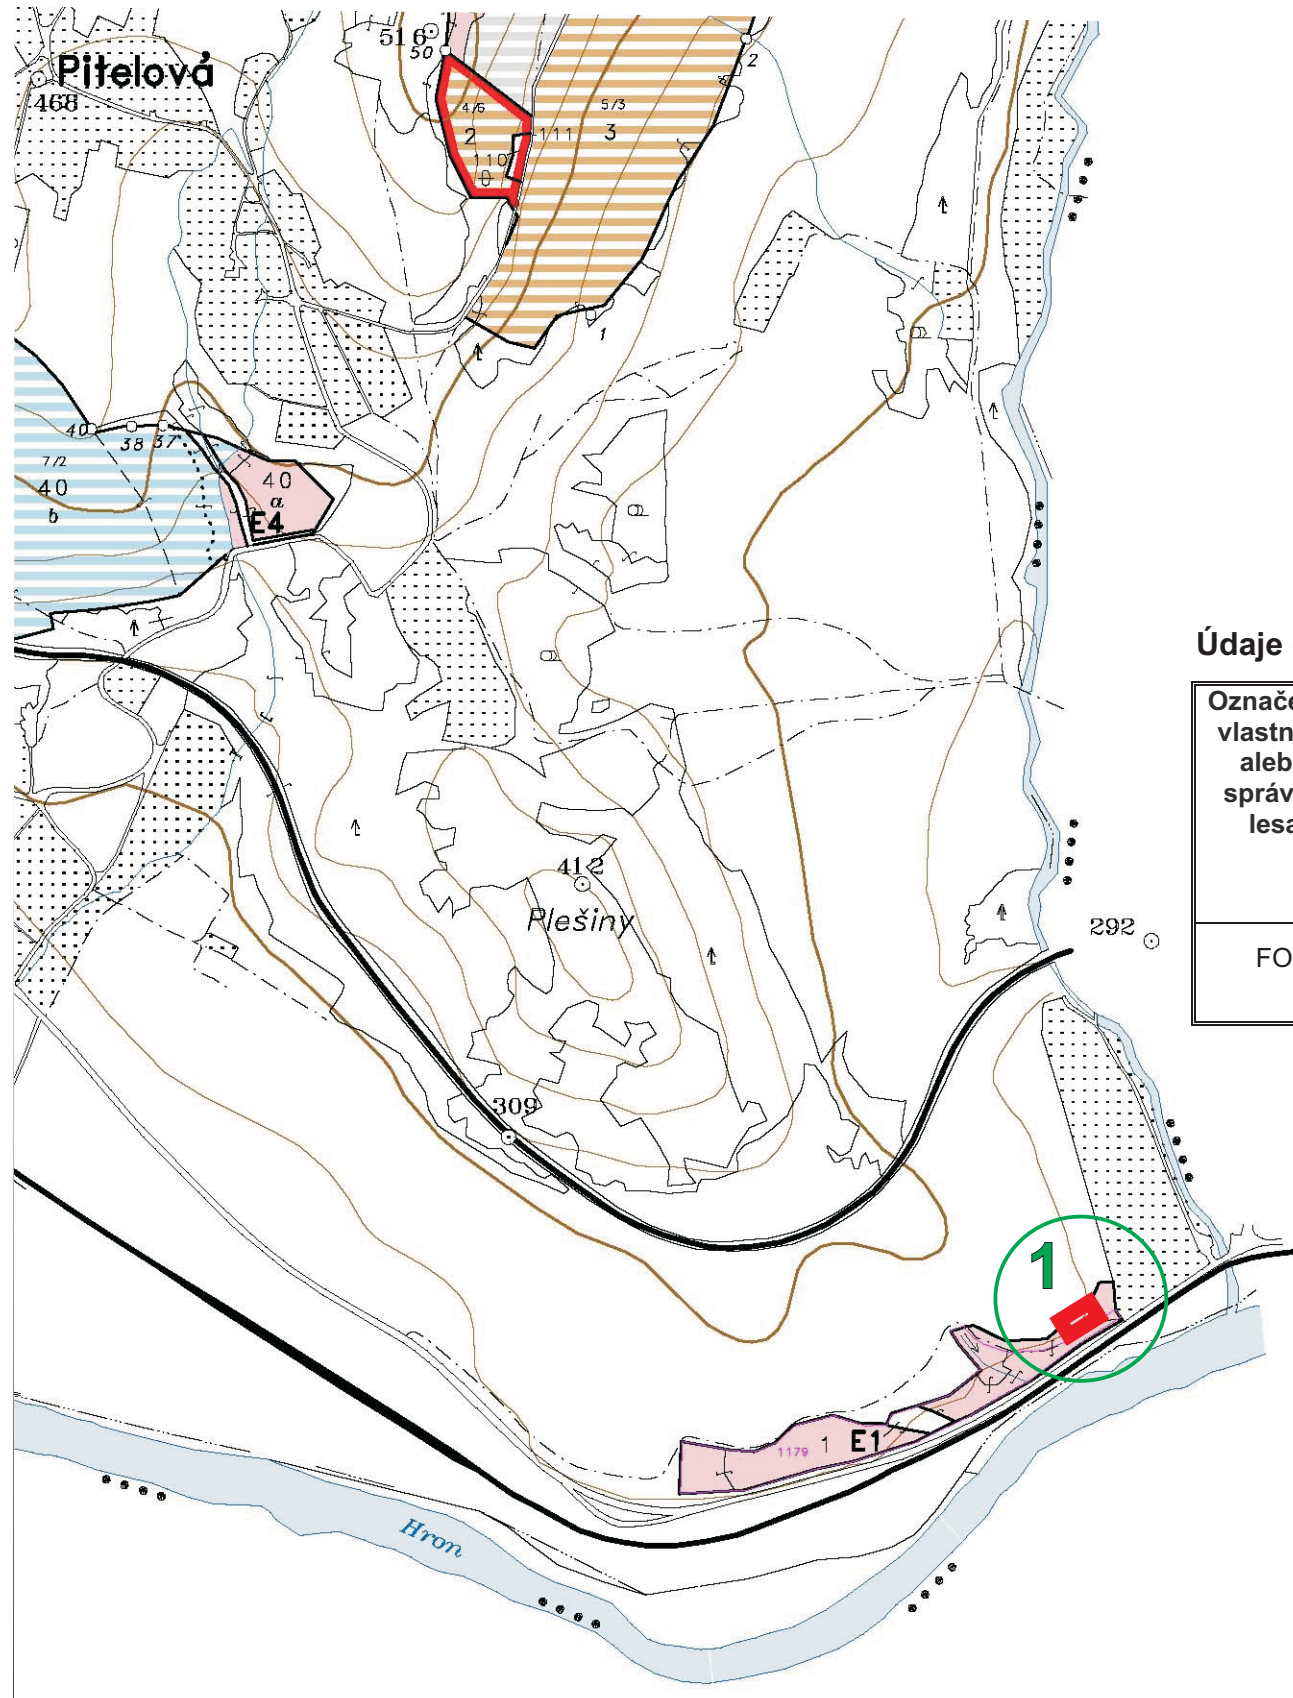 516
50
Pitelová
468
2
4/6
5/3
2
3
111
110
1
40
38
37
7/2
40
b
40
a
E4
Údaje
Označe
vlastn
aleb
správ
lesa
FO
412
Plešiny
292
309
1
1179
1
E1
Hron